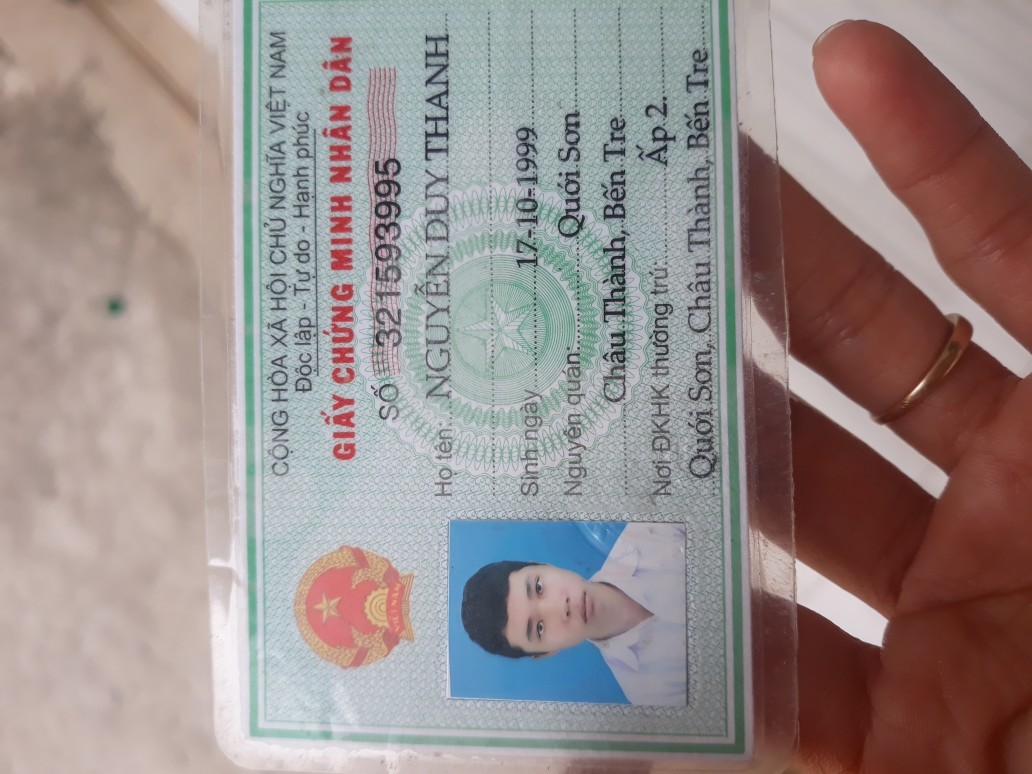 CỘNG HÒA XÃ HỘI CHỦ NGHĨA VIỆT NAM
Độc lập - Tự do - Hạnh phúc
GIẤY CHỨNG MINH NHÂN DÂN
SỐ 321593995
Họ tên: NGUYỄN DUY THANH
Sinh ngày 17-10-1999
Nguyên quán: Quới Sơn
Châu Thành, Bến Tre
Nơi ĐKHK thường trú: Ấp 2.
Quới Sơn, Châu Thành, Bến Tre
VIỆT NAM